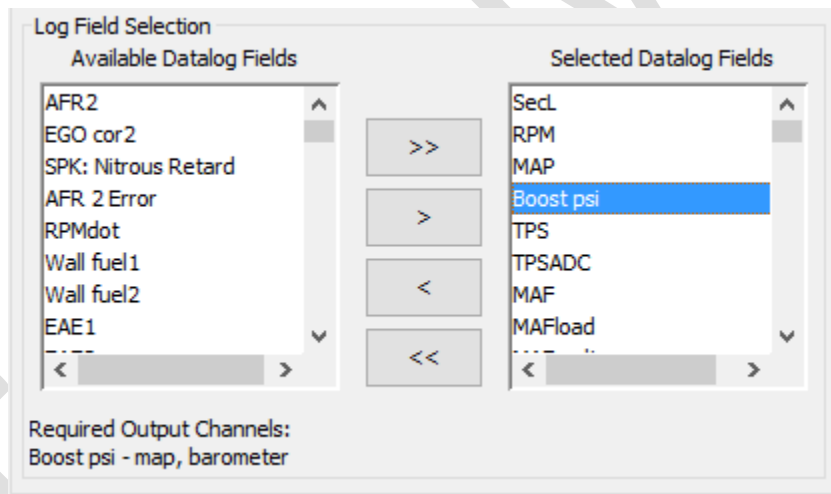 Log Field Selection
Available Datalog Fields
AFR2
EGO cor2
SPK: Nitrous Retard
AFR 2 Error
RPMdot
Wall fuel1
Wall fuel2
EAE1
>>
>
<
<<
Selected Datalog Fields
SecL
RPM
MAP
Boost psi
TPS
TPSADC
MAF
MAFload
Required Output Channels:
Boost psi - map, barometer